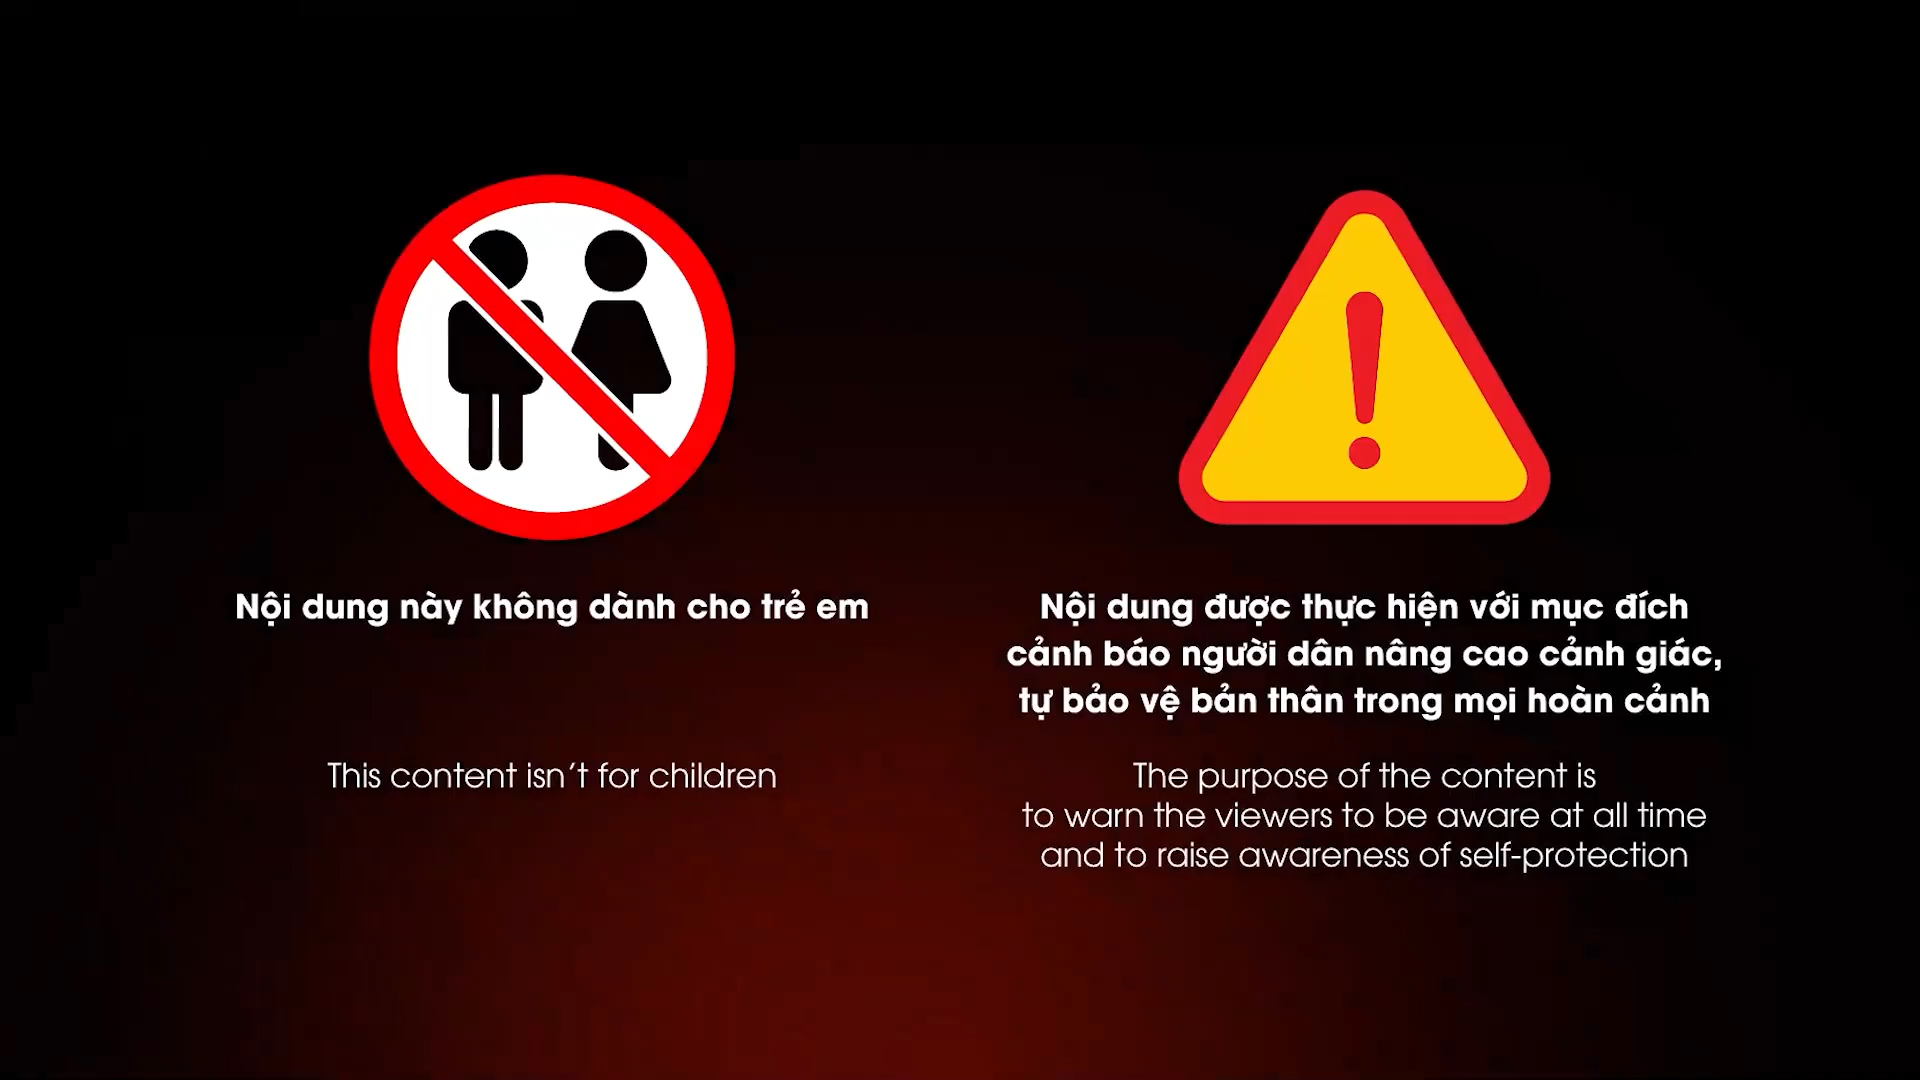 Nội dung này không dành cho trẻ em
This content isn't for children
Nội dung được thực hiện với mục đích
cảnh báo người dân nâng cao cảnh giác,
tự bảo vệ bản thân trong mọi hoàn cảnh
The purpose of the content is
to warn the viewers to be aware at all time
and to raise awareness of self-protection